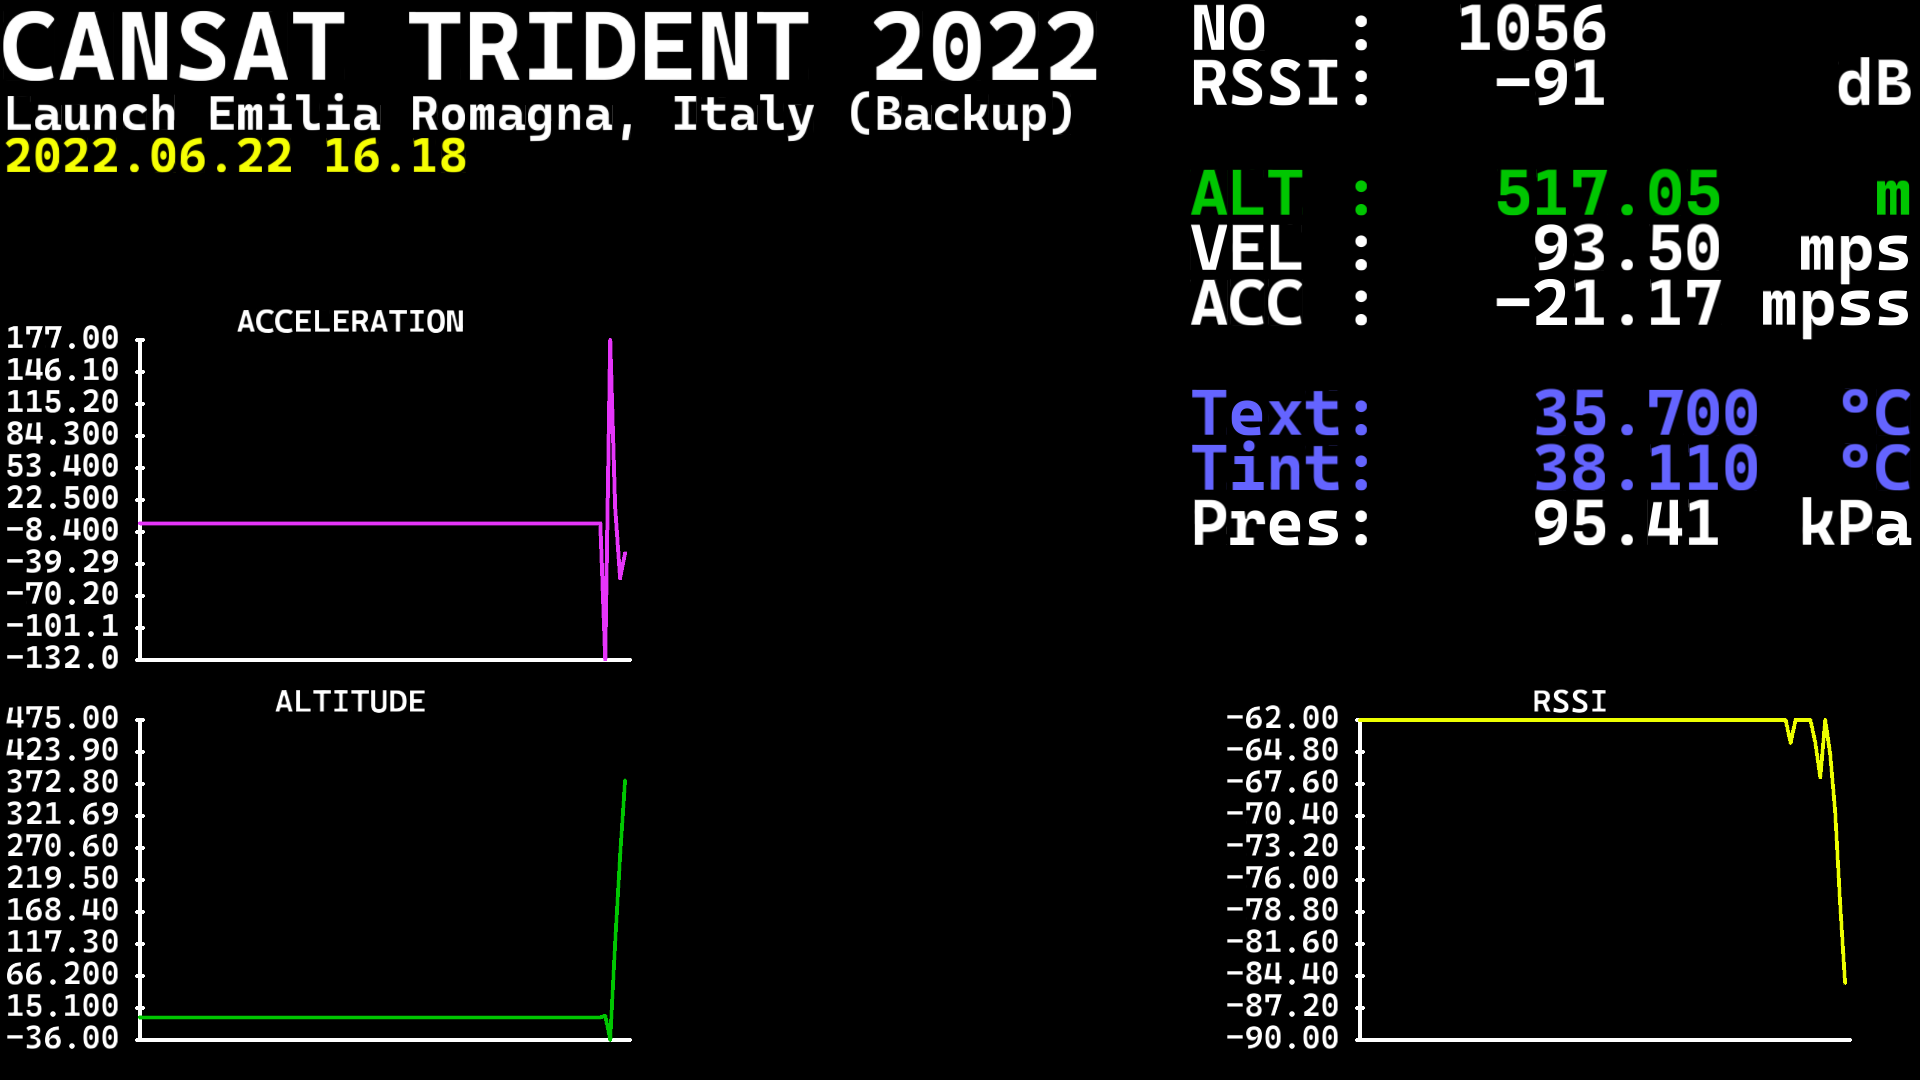 CANSAT TRIDENT 2022
Launch Emilia Romagna, Italy (Backup)
2022.06.22 16.18
NO : 1056
RSSI: -91 dB
ALT : 517.05 m
VEL : 93.50 mps
ACC : -21.17 mpss
Text: 35.700 °C
Tint: 38.110 °C
Pres: 95.41 kPa
ACCELERATION
177.00
146.10
115.20
84.300
53.400
22.500
-8.400
-39.29
-70.20
-101.1
-132.0
ALTITUDE
475.00
423.90
372.80
321.69
270.60
219.50
168.40
117.30
66.200
15.100
-36.00
RSSI
-62.00
-64.80
-67.60
-70.40
-73.20
-76.00
-78.80
-81.60
-84.40
-87.20
-90.00